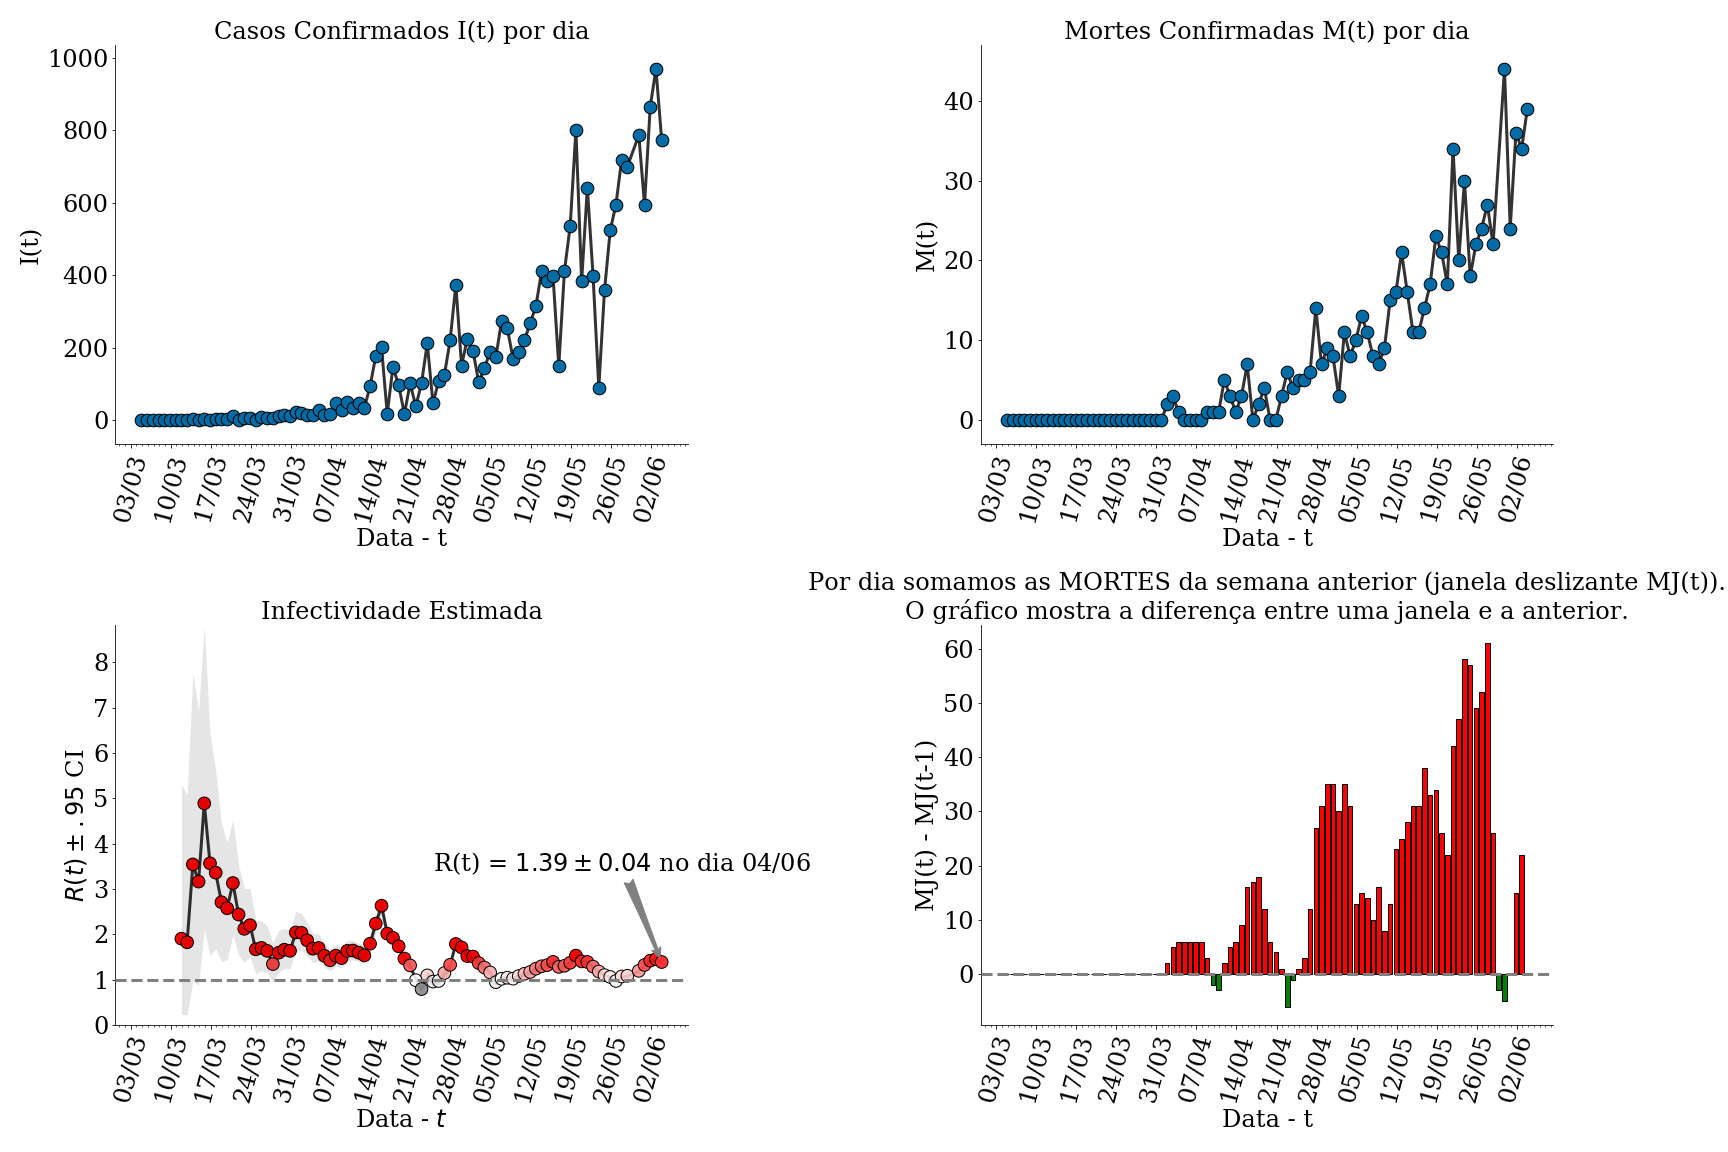 Casos Confirmados I(t) por dia
I(t)
1000
800
600
400
200
0
03/03 10/03 17/03 24/03 31/03 07/04 14/04 21/04 28/04 05/05 12/05 19/05 26/05 02/06
Data - t
Mortes Confirmadas M(t) por dia
M(t)
40
30
20
10
0
03/03 10/03 17/03 24/03 31/03 07/04 14/04 21/04 28/04 05/05 12/05 19/05 26/05 02/06
Data - t
Infectividade Estimada
R(t) ± .95 CI
8
7
6
5
4
3
2
1
0
R(t) = 1.39 ± 0.04 no dia 04/06
03/03 10/03 17/03 24/03 31/03 07/04 14/04 21/04 28/04 05/05 12/05 19/05 26/05 02/06
Data - t
Por dia somamos as MORTES da semana anterior (janela deslizante MJ(t)).
O gráfico mostra a diferença entre uma janela e a anterior.
MJ(t) - MJ(t-1)
60
50
40
30
20
10
0
03/03 10/03 17/03 24/03 31/03 07/04 14/04 21/04 28/04 05/05 12/05 19/05 26/05 02/06
Data - t